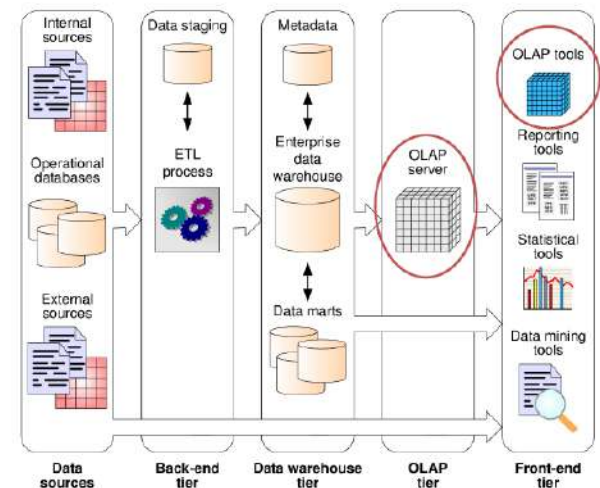 Internal
sources
Operational
databases
External
sources
Data
sources
Data staging
ETL
process
Back-end
tier
Metadata
Enterprise
data
warehouse
Data marts
Data warehouse
tier
OLAP
server
OLAP
tier
OLAP tools
Reporting
tools
Statistical
tools
Data mining
tools
Front-end
tier